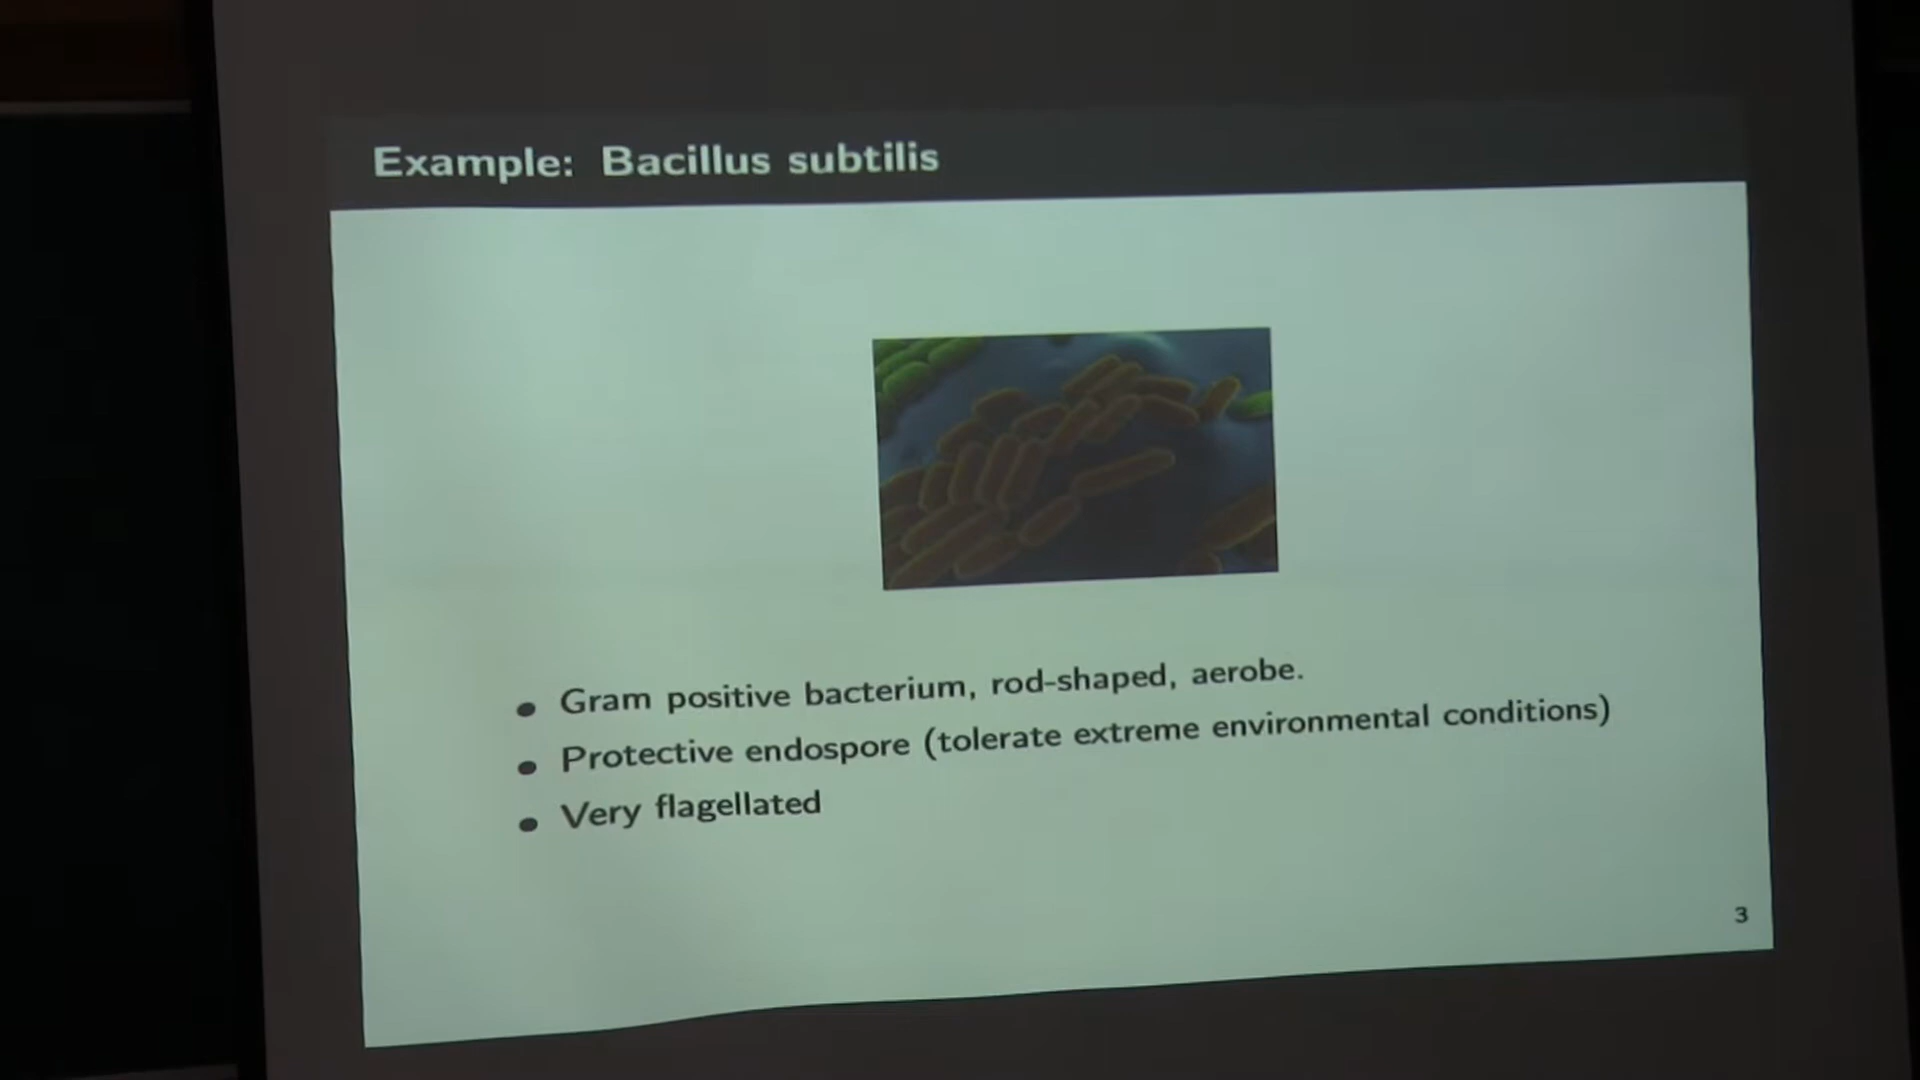 Example: Bacillus subtilis
• Gram positive bacterium, rod-shaped, aerobe.
• Protective endospore (tolerate extreme environmental conditions)
• Very flagellated
3